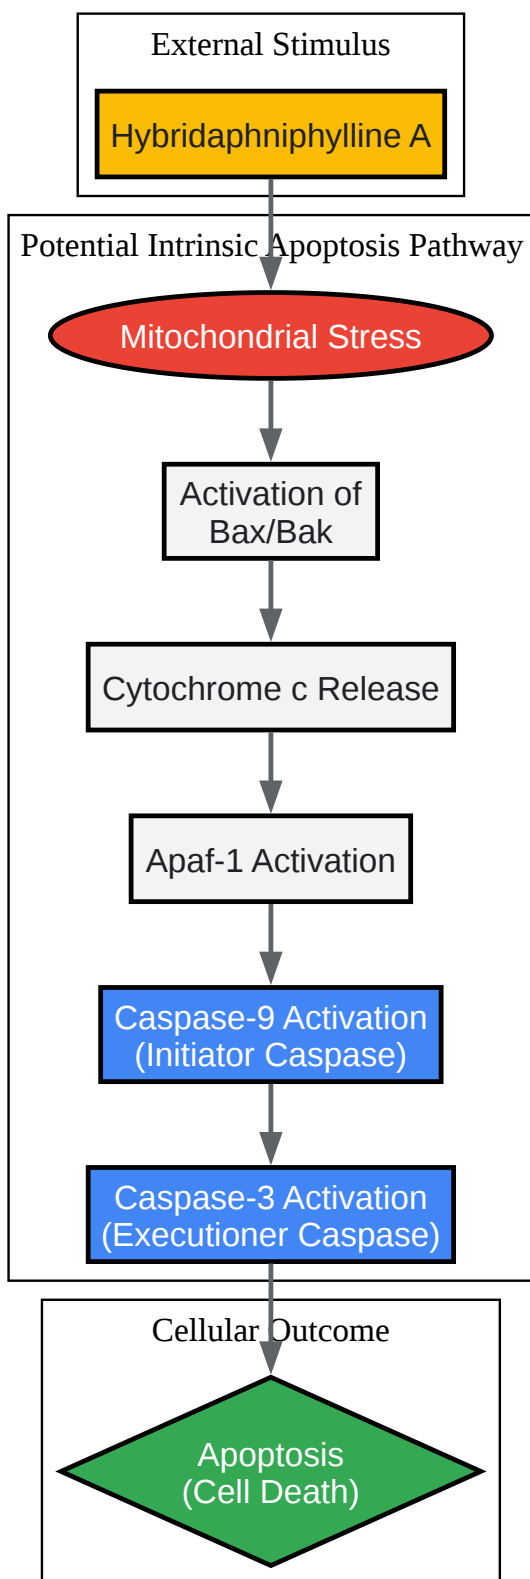 External Stimulus
Hybridaphniphylline A
Potential Intrinsic Apoptosis Pathway
Mitochondrial Stress
Activation of
Bax/Bak
Cytochrome c Release
Apaf-1 Activation
Caspase-9 Activation
(Initiator Caspase)
Caspase-3 Activation
(Executioner Caspase)
Cellular Outcome
Apoptosis
(Cell Death)